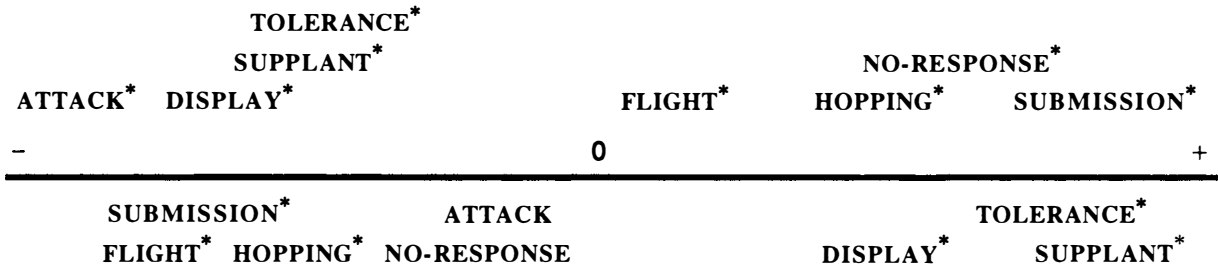 TOLERANCE*
SUPPLANT* NO-RESPONSE*
ATTACK* DISPLAY* FLIGHT* HOPPING* SUBMISSION*
– 0 +
SUBMISSION* ATTACK TOLERANCE*
FLIGHT* HOPPING* NO-RESPONSE DISPLAY* SUPPLANT*